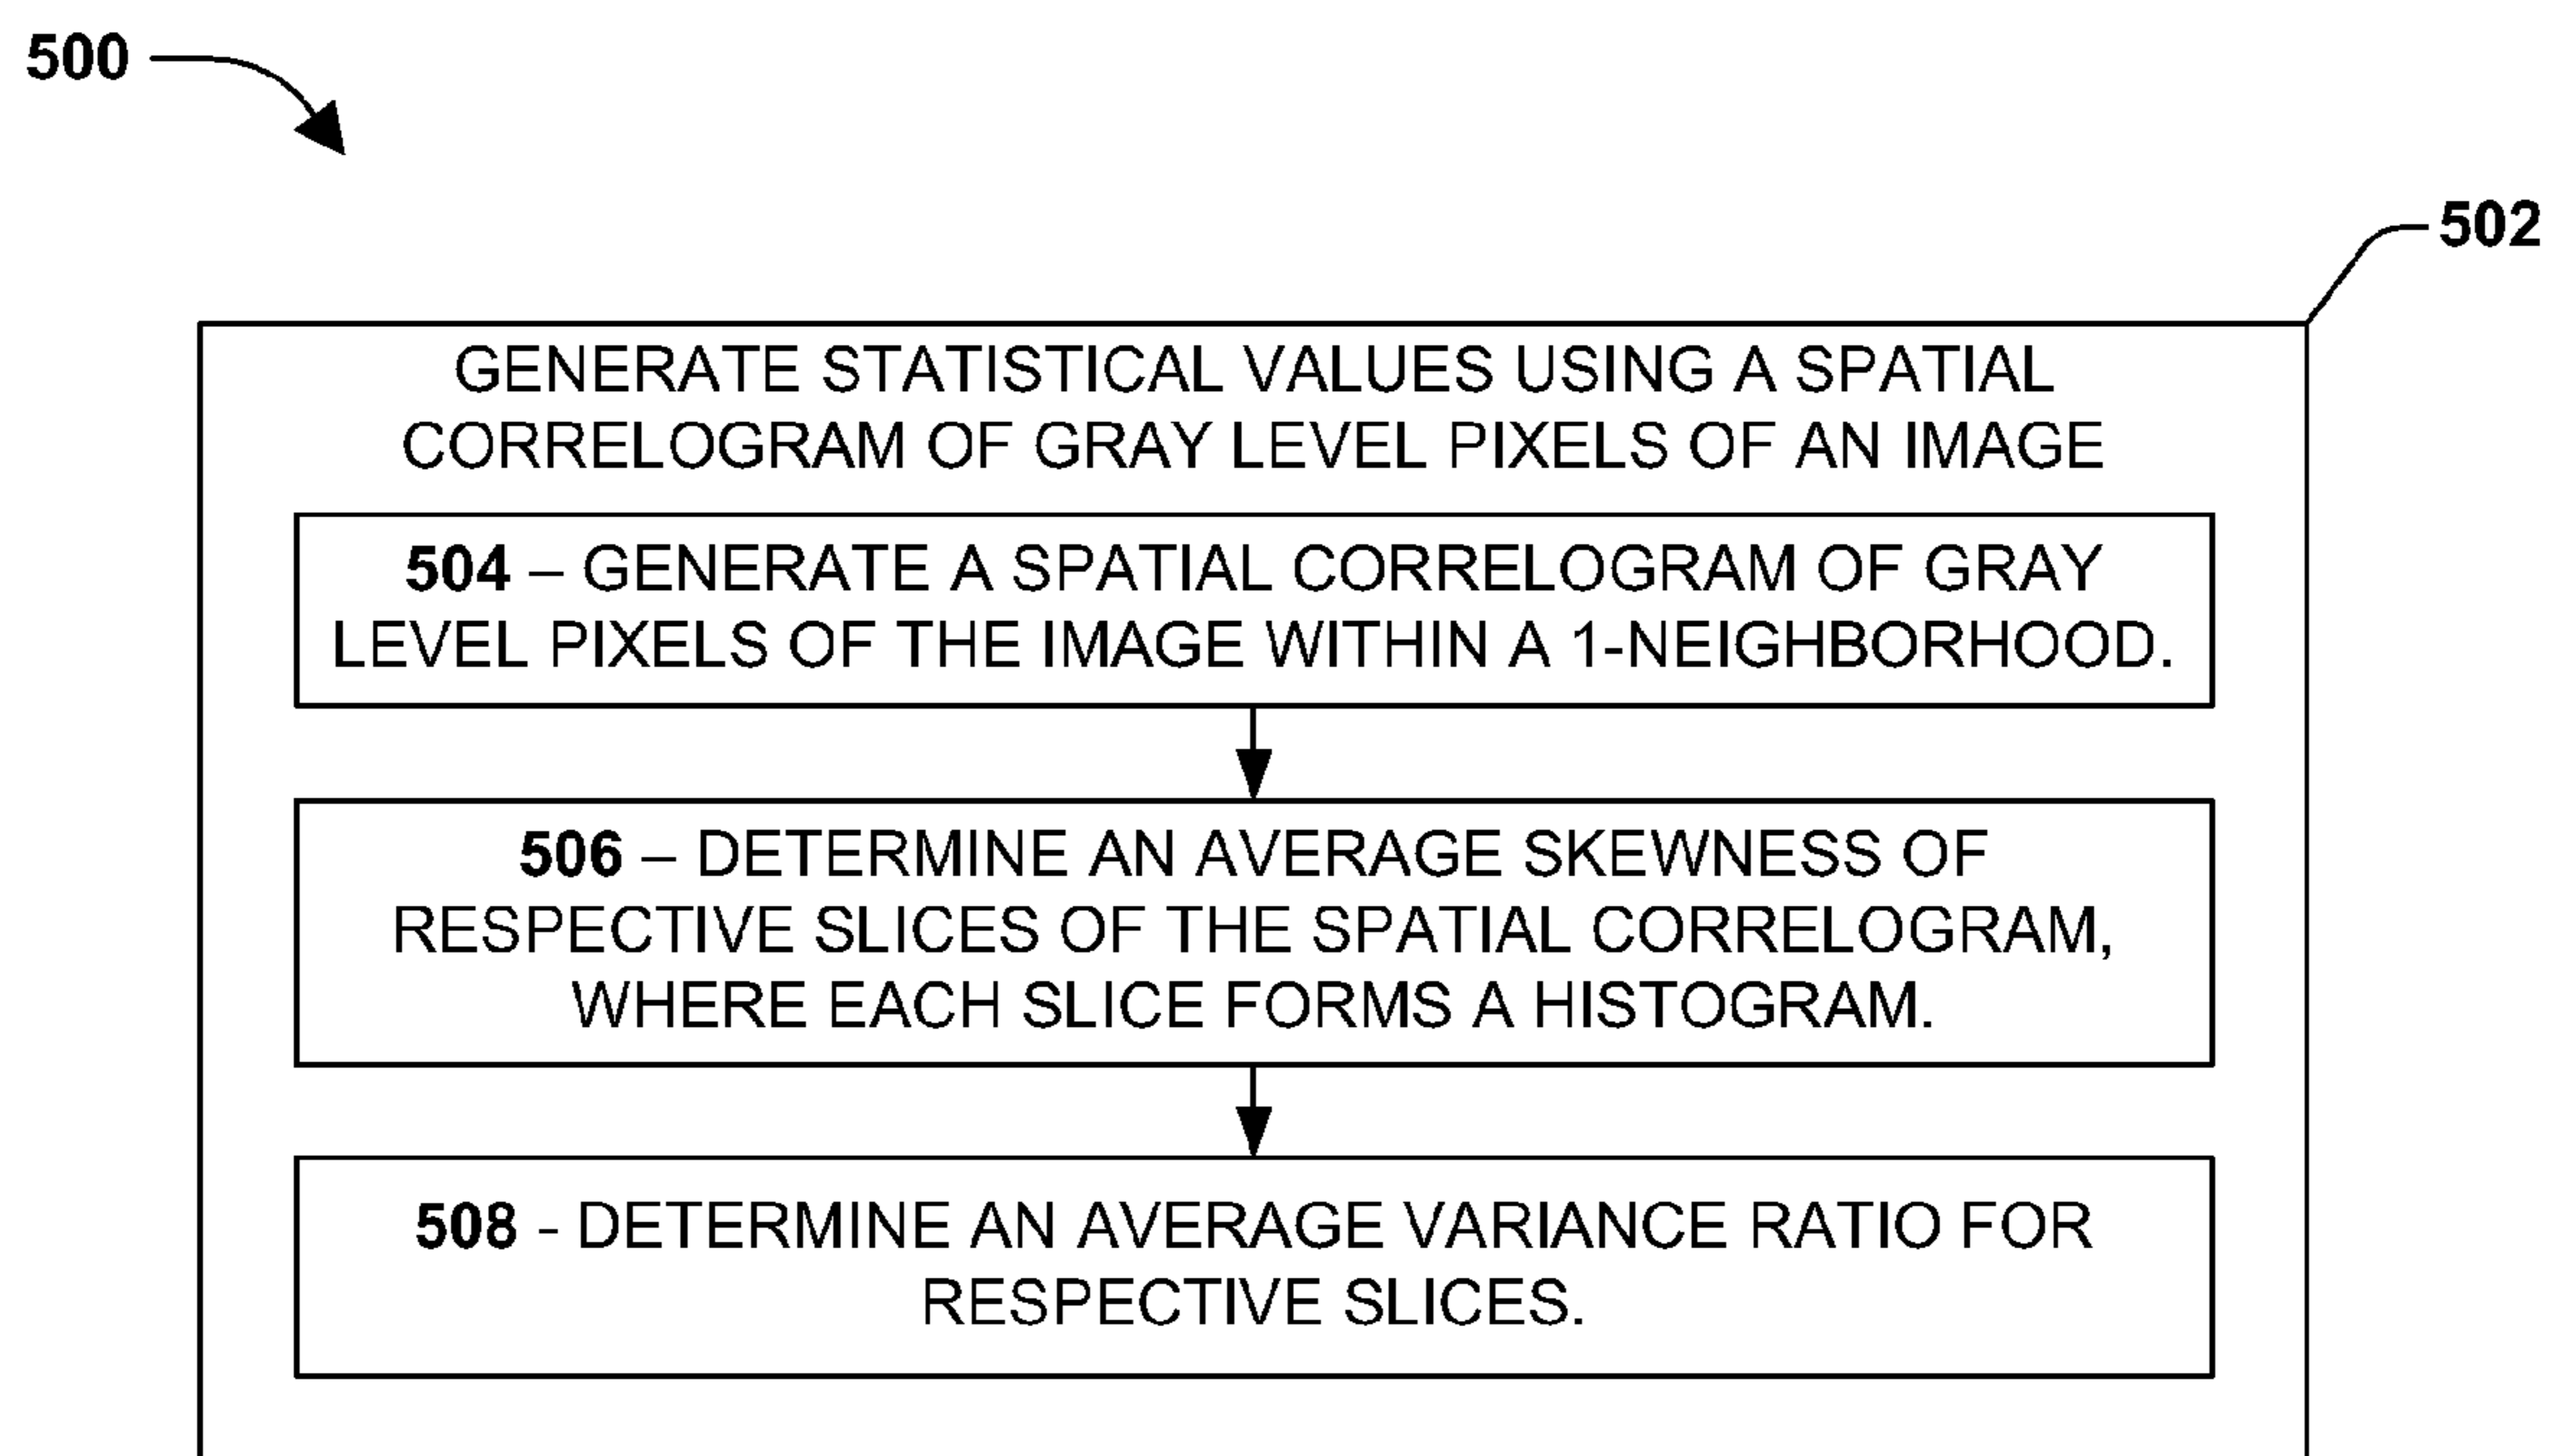 500
502
GENERATE STATISTICAL VALUES USING A SPATIAL
CORRELOGRAM OF GRAY LEVEL PIXELS OF AN IMAGE
504 – GENERATE A SPATIAL CORRELOGRAM OF GRAY
LEVEL PIXELS OF THE IMAGE WITHIN A 1-NEIGHBORHOOD.
506 – DETERMINE AN AVERAGE SKEWNESS OF
RESPECTIVE SLICES OF THE SPATIAL CORRELOGRAM,
WHERE EACH SLICE FORMS A HISTOGRAM.
508 - DETERMINE AN AVERAGE VARIANCE RATIO FOR
RESPECTIVE SLICES.